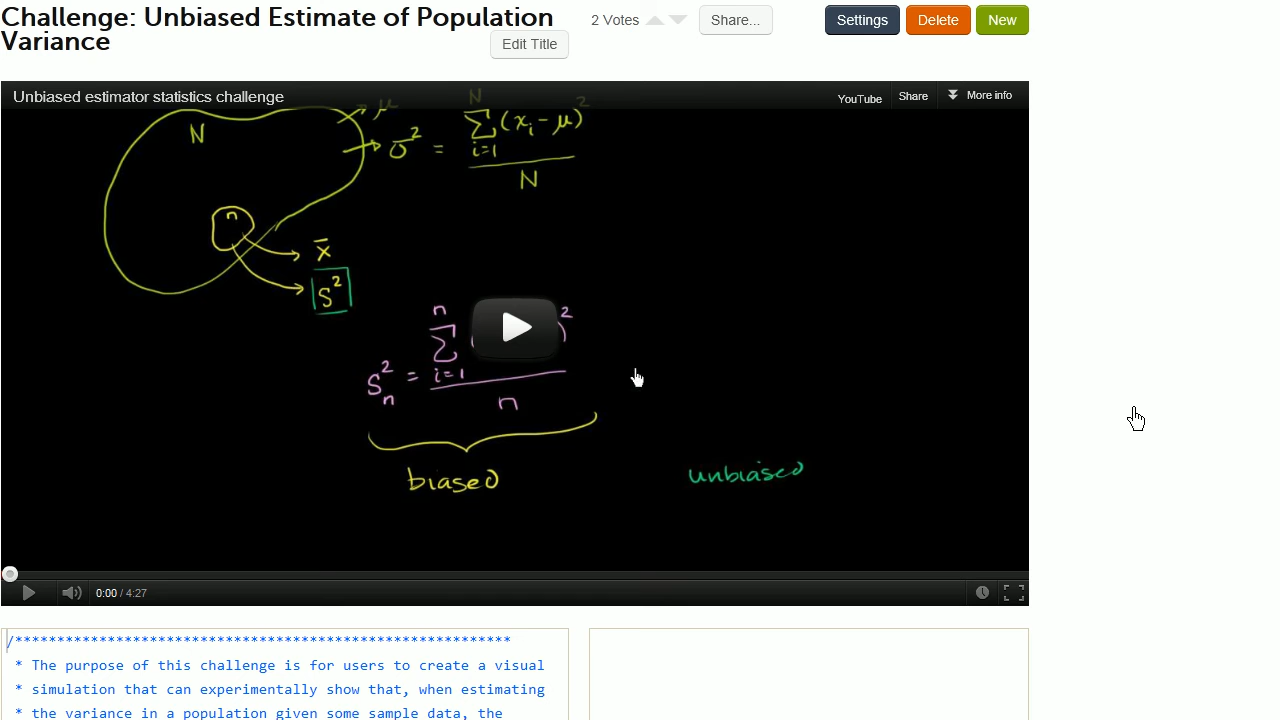 Challenge: Unbiased Estimate of Population
Variance
2 Votes
Share...
Settings
Delete
New
Edit Title
Unbiased estimator statistics challenge
YouTube
Share
More info
N
μ
σ² =
N
∑ (xᵢ - μ)²
i=1
N
n
x̄
S²
Sₙ² =
n
∑ ( )²
i=1
n
biased
unbiased
0:00 / 4:27
/***********************************************************
* The purpose of this challenge is for users to create a visual
* simulation that can experimentally show that, when estimating
* the variance in a population given some sample data, the